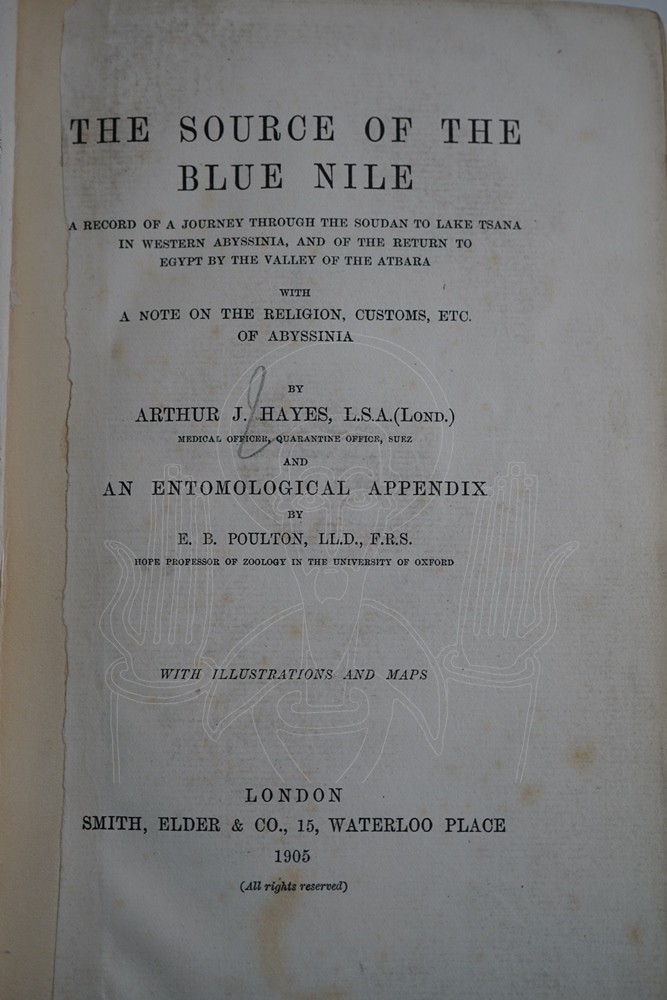 THE SOURCE OF THE
BLUE NILE
A RECORD OF A JOURNEY THROUGH THE SOUDAN TO LAKE TSANA
IN WESTERN ABYSSINIA, AND OF THE RETURN TO
EGYPT BY THE VALLEY OF THE ATBARA
WITH
A NOTE ON THE RELIGION, CUSTOMS, ETC.
OF ABYSSINIA
BY
ARTHUR J. HAYES, L.S.A.(LOND.)
MEDICAL OFFICER, QUARANTINE OFFICE, SUEZ
AND
AN ENTOMOLOGICAL APPENDIX
BY
E. B. POULTON, LL.D., F.R.S.
HOPE PROFESSOR OF ZOOLOGY IN THE UNIVERSITY OF OXFORD
WITH ILLUSTRATIONS AND MAPS
LONDON
SMITH, ELDER & CO., 15, WATERLOO PLACE
1905
(All rights reserved)